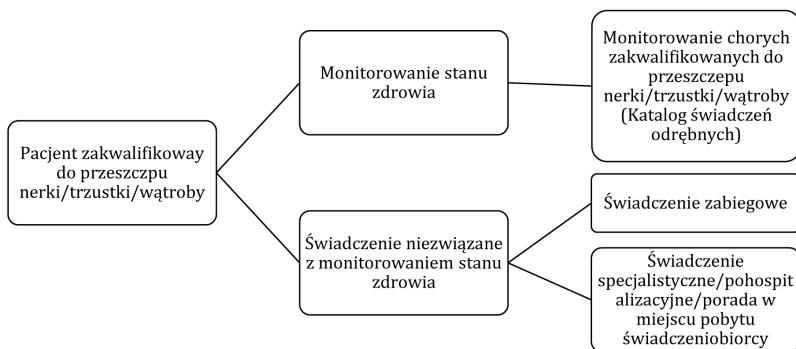 Pacjent zakwalifikoway
do przeszczpu
nerki/trzustki/wątroby
Monitorowanie stanu
zdrowia
Monitorowanie chorych
zakwalifikowanych do
przeszczepu
nerki/trzustki/wątroby
(Katalog świadczeń
odrębnych)
Świadczenie niezwiązane
z monitorowaniem stanu
zdrowia
Świadczenie zabiegowe
Świadczenie
specjalistyczne/pohospit
alizacyjne/porada w
miejscu pobytu
świadczeniobiorcy